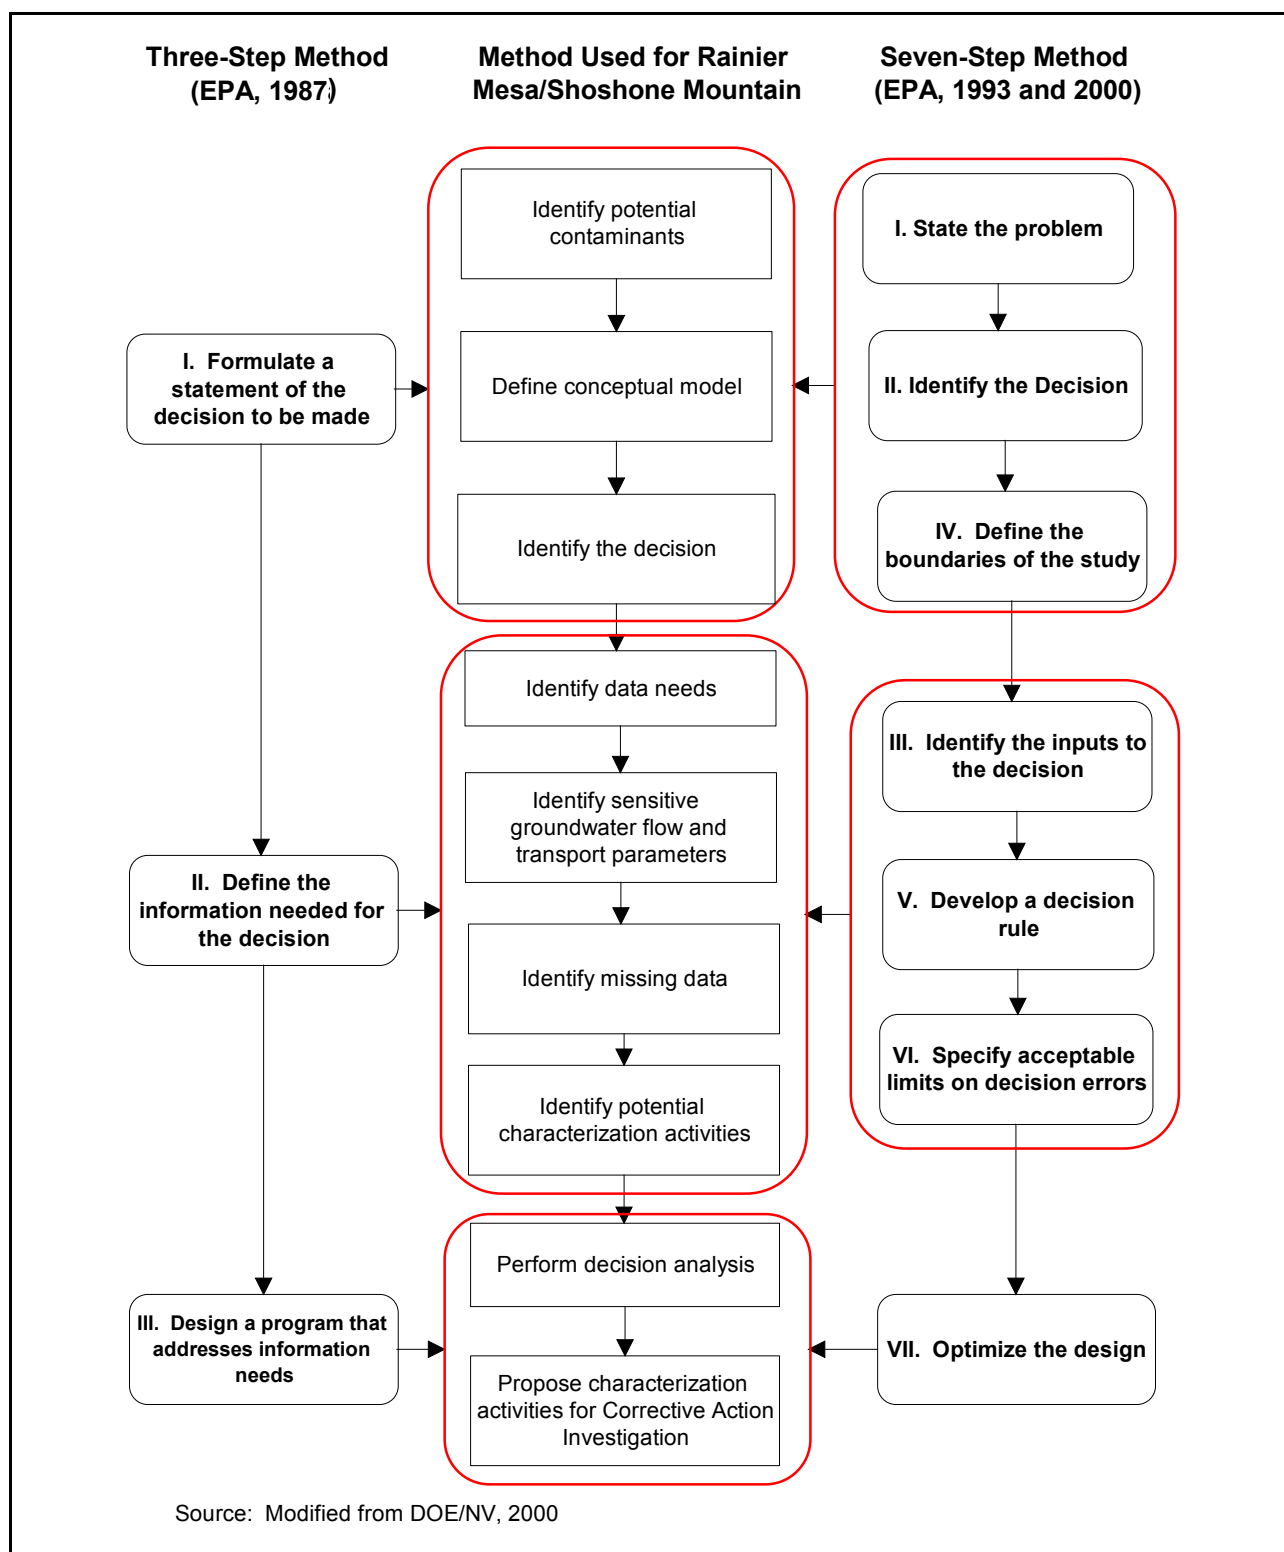 Three-Step Method
(EPA, 1987)
Method Used for Rainier
Mesa/Shoshone Mountain
Seven-Step Method
(EPA, 1993 and 2000)
I.  Formulate a
statement of the
decision to be made
II.  Define the
information needed for
the decision
III.  Design a program that
addresses information
needs
Identify potential
contaminants
Define conceptual model
Identify the decision
Identify data needs
Identify sensitive
groundwater flow and
transport parameters
Identify missing data
Identify potential
characterization activities
Perform decision analysis
Propose characterization
activities for Corrective Action
Investigation
I. State the problem
II. Identify the Decision
IV.  Define the
boundaries of the study
III.  Identify the inputs to
the decision
V.  Develop a decision
rule
VI.  Specify acceptable
limits on decision errors
VII.  Optimize the design
Source:  Modified from DOE/NV, 2000